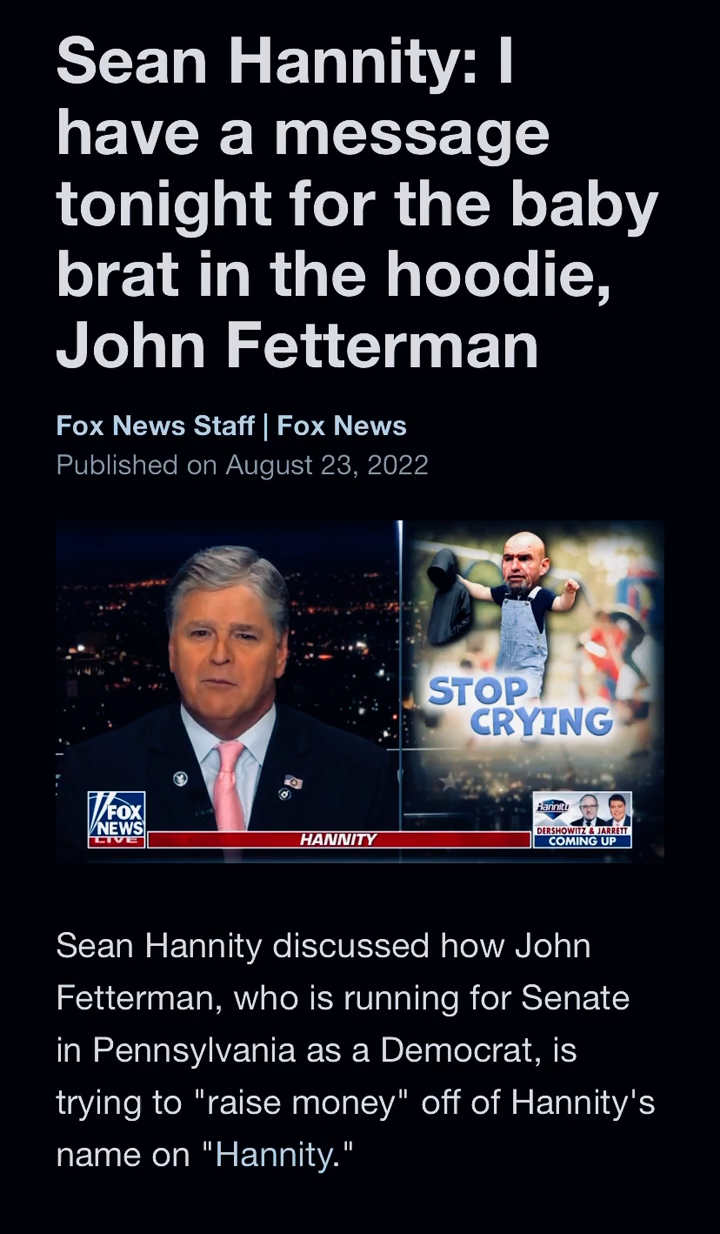 Sean Hannity: I
have a message
tonight for the baby
brat in the hoodie,
John Fetterman
Fox News Staff | Fox News
Published on August 23, 2022
STOP
CRYING
FOX
NEWS
LIVE
HANNITY
Hannity
DERSHOWITZ & JARRETT
COMING UP
Sean Hannity discussed how John
Fetterman, who is running for Senate
in Pennsylvania as a Democrat, is
trying to "raise money" off of Hannity's
name on "Hannity."